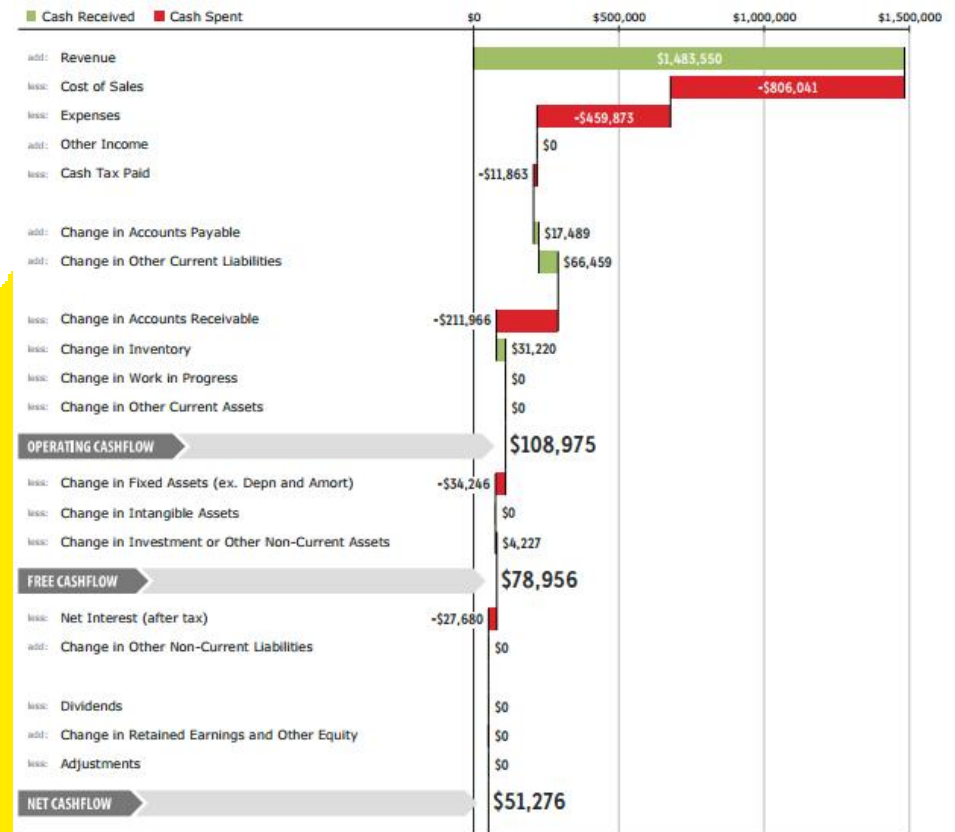 Cash Received Cash Spent $0 $500,000 $1,000,000 $1,500,000
add: Revenue $1,483,550
less: Cost of Sales -$806,041
less: Expenses -$459,873
add: Other Income $0
less: Cash Tax Paid -$11,863
add: Change in Accounts Payable $17,489
add: Change in Other Current Liabilities $66,459
less: Change in Accounts Receivable -$211,966
less: Change in Inventory $31,220
less: Change in Work in Progress $0
less: Change in Other Current Assets $0
OPERATING CASHFLOW $108,975
less: Change in Fixed Assets (ex. Depn and Amort) -$34,246
less: Change in Intangible Assets $0
less: Change in Investment or Other Non-Current Assets $4,227
FREE CASHFLOW $78,956
less: Net Interest (after tax) -$27,680
add: Change in Other Non-Current Liabilities $0
less: Dividends $0
add: Change in Retained Earnings and Other Equity $0
less: Adjustments $0
NET CASHFLOW $51,276